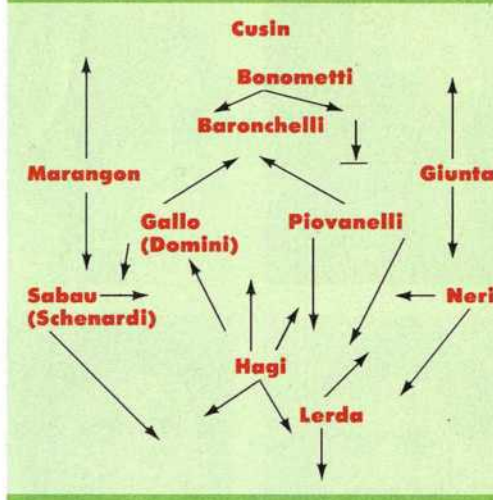 Cusin
Bonometti
Baronchelli
Marangon
Giunta
Gallo
(Domini)
Piovanelli
Sabau
(Schenardi)
Neri
Hagi
Lerda